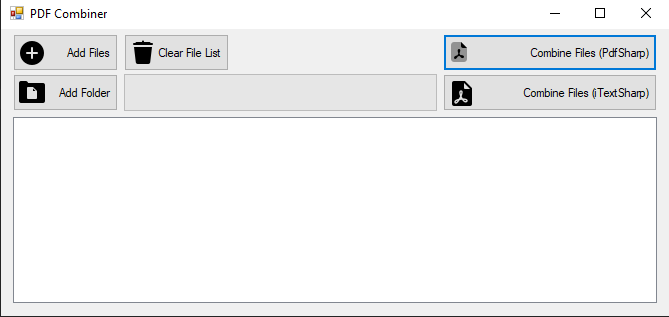 PDF Combiner
Add Files
Clear File List
Combine Files (PdfSharp)
Add Folder
Combine Files (iTextSharp)